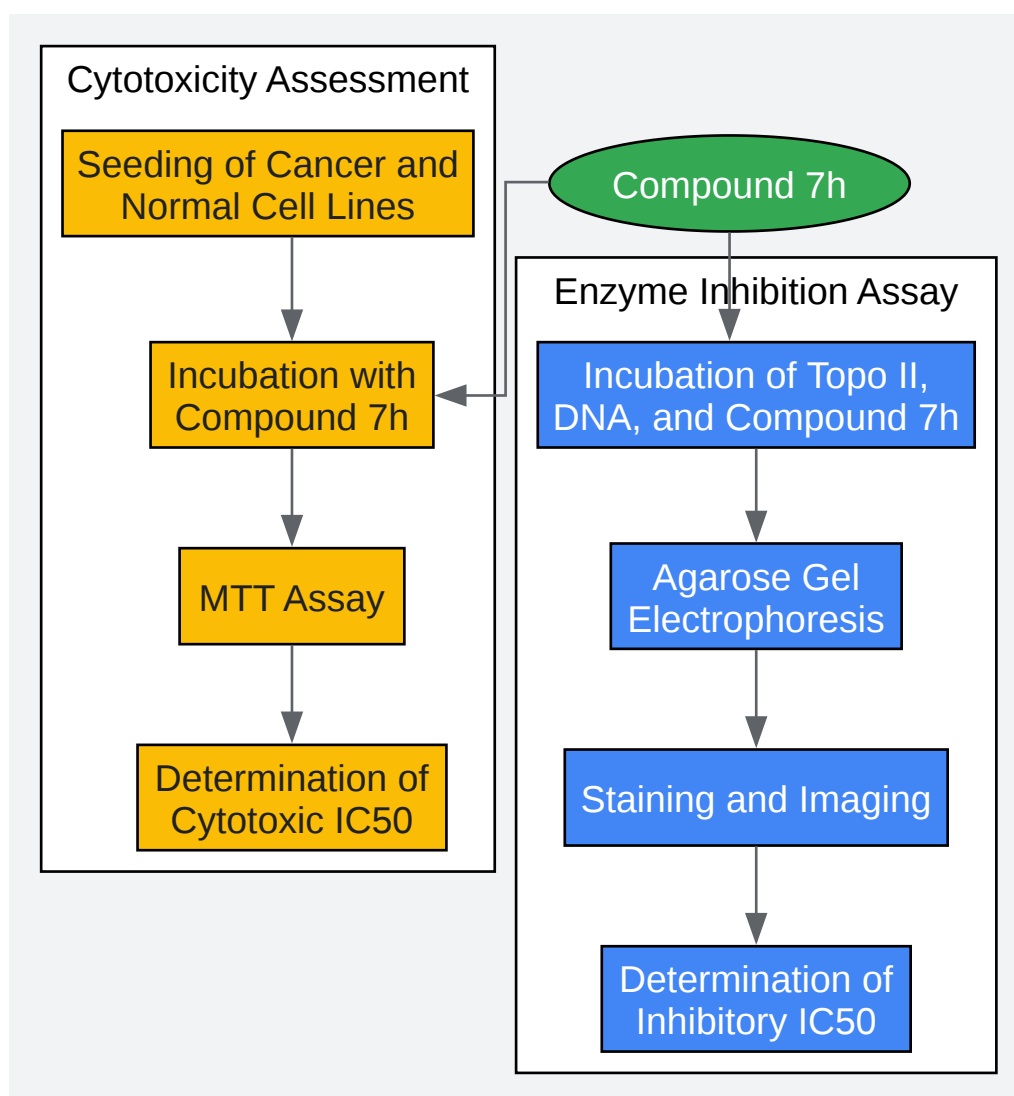 Cytotoxicity Assessment
Seeding of Cancer and
Normal Cell Lines
Incubation with
Compound 7h
MTT Assay
Determination of
Cytotoxic IC50
Compound 7h
Enzyme Inhibition Assay
Incubation of Topo II,
DNA, and Compound 7h
Agarose Gel
Electrophoresis
Staining and Imaging
Determination of
Inhibitory IC50